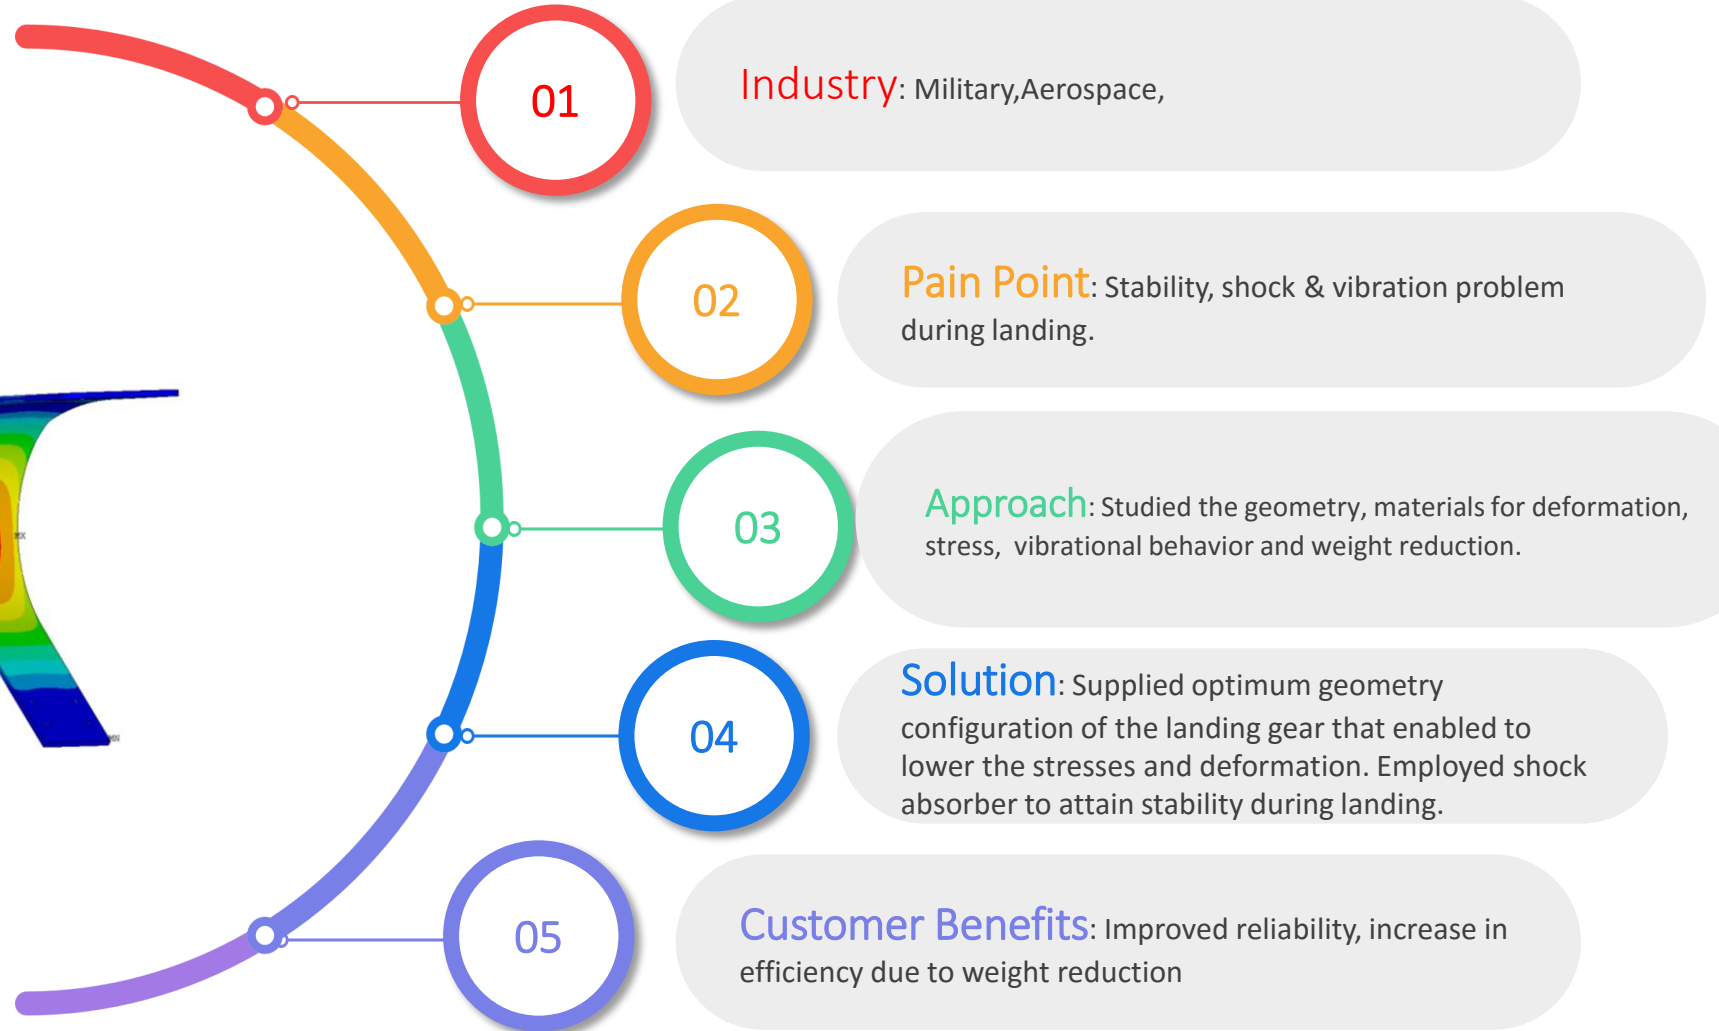 01
Industry: Military,Aerospace,
02
Pain Point: Stability, shock & vibration problem
during landing.
03
Approach: Studied the geometry, materials for deformation,
stress,  vibrational behavior and weight reduction.
04
Solution: Supplied optimum geometry
configuration of the landing gear that enabled to
lower the stresses and deformation. Employed shock
absorber to attain stability during landing.
05
Customer Benefits: Improved reliability, increase in
efficiency due to weight reduction